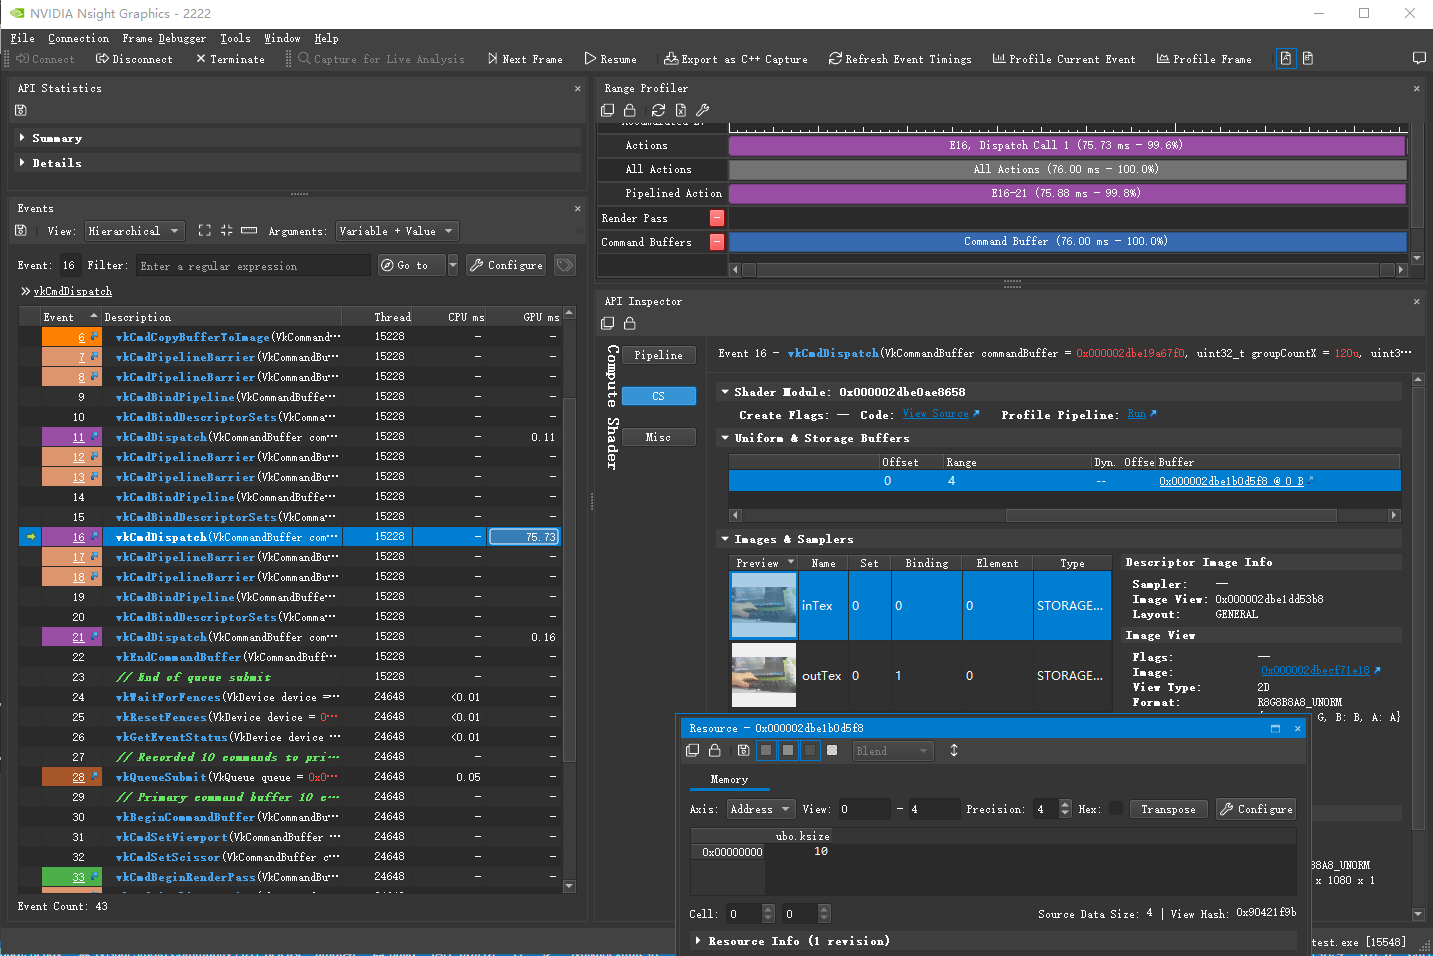 NVIDIA Nsight Graphics - 2222
File Connection Frame Debugger Tools Window Help
Connect Disconnect Terminate Capture for Live Analysis Next Frame Resume Export as C++ Capture Refresh Event Timings Profile Current Event Profile Frame
API Statistics
Summary
Details
Events
View: Hierarchical Arguments: Variable + Value
Event: 16 Filter: Enter a regular expression Go to Configure
vkCmdDispatch
Event Description Thread CPU ms GPU ms
6 vkCmdCopyBufferToImage(VkCommand··· 15228 — —
7 vkCmdPipelineBarrier(VkCommandBu··· 15228 — —
8 vkCmdPipelineBarrier(VkCommandBu··· 15228 — —
9 vkCmdBindPipeline(VkCommandBuffe··· 15228 — —
10 vkCmdBindDescriptorSets(VkComma··· 15228 — —
11 vkCmdDispatch(VkCommandBuffer com··· 15228 — 0.11
12 vkCmdPipelineBarrier(VkCommandBu··· 15228 — —
13 vkCmdPipelineBarrier(VkCommandBu··· 15228 — —
14 vkCmdBindPipeline(VkCommandBuffe··· 15228 — —
15 vkCmdBindDescriptorSets(VkComma··· 15228 — —
16 vkCmdDispatch(VkCommandBuffer com··· 15228 — 75.73
17 vkCmdPipelineBarrier(VkCommandBu··· 15228 — —
18 vkCmdPipelineBarrier(VkCommandBu··· 15228 — —
19 vkCmdBindPipeline(VkCommandBuffe··· 15228 — —
20 vkCmdBindDescriptorSets(VkComma··· 15228 — —
21 vkCmdDispatch(VkCommandBuffer com··· 15228 — 0.16
22 vkEndCommandBuffer(VkCommandBuff··· 15228 — —
23 // End of queue submit 15228 — —
24 vkWaitForFences(VkDevice device =··· 24648 <0.01 —
25 vkResetFences(VkDevice device = 0··· 24648 <0.01 —
26 vkGetEventStatus(VkDevice device ··· 24648 <0.01 —
27 // Recorded 10 commands to pri··· 24648 — —
28 vkQueueSubmit(VkQueue queue = 0x0··· 24648 0.05 —
29 // Primary command buffer 10 c··· 24648 — —
30 vkBeginCommandBuffer(VkCommandBu··· 24648 — —
31 vkCmdSetViewport(VkCommandBuffer ··· 24648 — —
32 vkCmdSetScissor(VkCommandBuffer c··· 24648 — —
33 vkCmdBeginRenderPass(VkCommandBu··· 24648 — —
Event Count: 43
Range Profiler
Actions E16, Dispatch Call 1 (75.73 ms - 99.6%)
All Actions All Actions (76.00 ms - 100.0%)
Pipelined Action E16-21 (75.88 ms - 99.8%)
Render Pass
Command Buffers Command Buffer (76.00 ms - 100.0%)
API Inspector
Compute Shader
Pipeline
CS
Misc
Event 16 - vkCmdDispatch(VkCommandBuffer commandBuffer = 0x000002dbe19a67f0, uint32_t groupCountX = 120u, uint3···
Shader Module: 0x000002dbe0ae8658
Create Flags: — Code: View Source Profile Pipeline: Run
Uniform & Storage Buffers
Offset Range Dyn. Offse Buffer
0 4 -- 0x000002dbe1b0d5f8 @ 0 B
Images & Samplers
Preview Name Set Binding Element Type
inTex 0 0 0 STORAGE...
outTex 0 1 0 STORAGE...
Descriptor Image Info
Sampler: —
Image View: 0x000002dbe1dd53b8
Layout: GENERAL
Image View
Flags: —
Image: 0x000002dbecf71e18
View Type: 2D
Format: R8G8B8A8_UNORM
G, B: B, A: A}
B8A8_UNORM
x 1080 x 1
Resource - 0x000002dbe1b0d5f8
Blend
Memory
Axis: Address View: 0 - 4 Precision: 4 Hex: Transpose Configure
ubo.ksize
0x00000000 10
Cell: 0 0 Source Data Size: 4 | View Hash: 0x90421f9b
Resource Info (1 revision)
test.exe [15548]